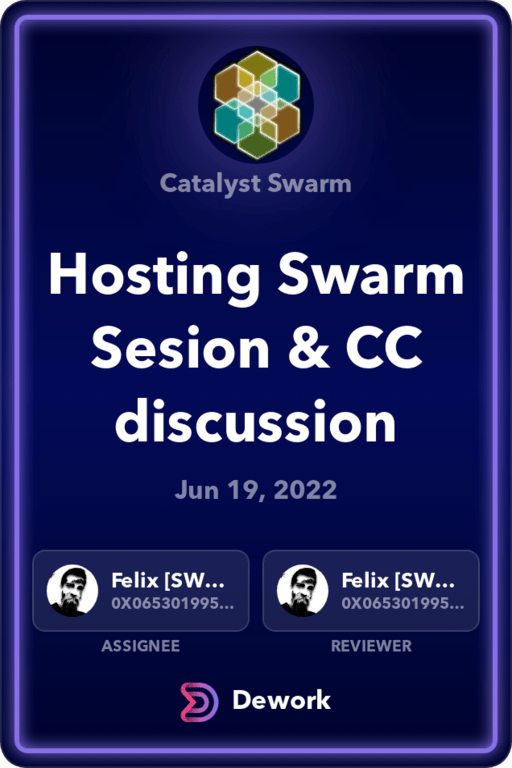 Catalyst Swarm
Hosting Swarm
Sesion & CC
discussion
Jun 19, 2022
Felix [SW...
0X065301995...
Felix [SW...
0X065301995...
ASSIGNEE
REVIEWER
Dework